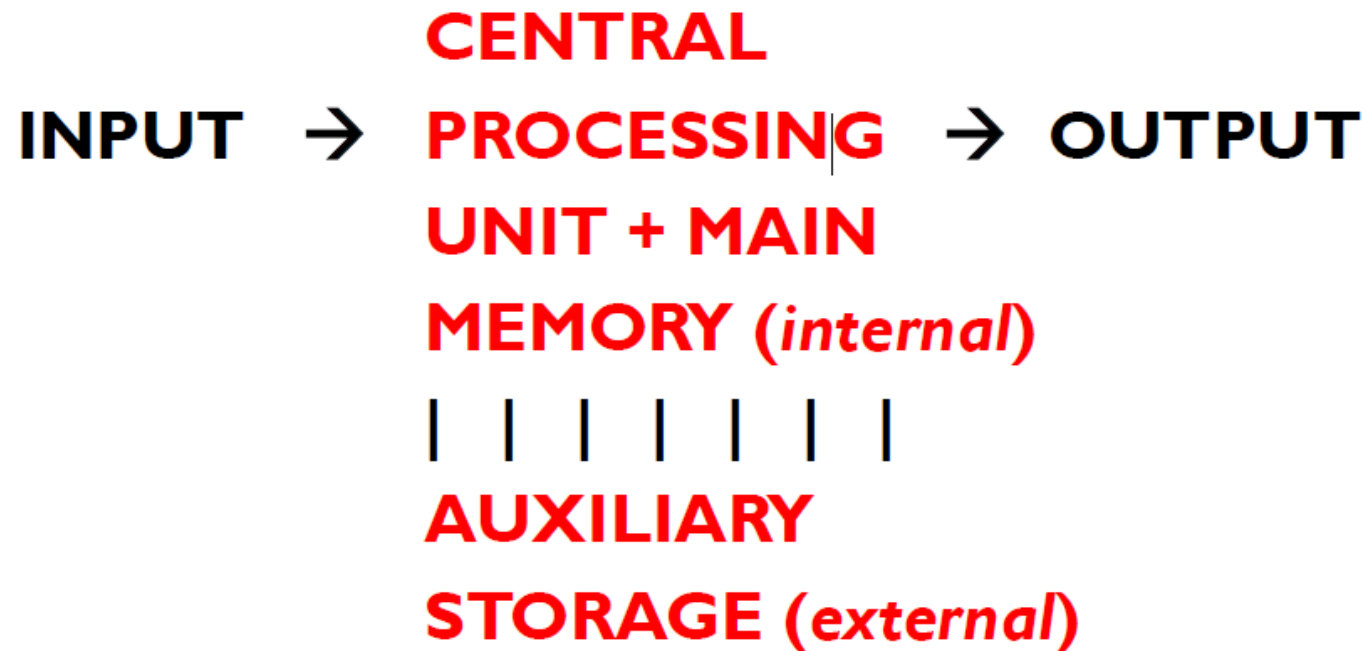 CENTRAL
INPUT → PROCESSING → OUTPUT
UNIT + MAIN
MEMORY (internal)
| | | | | | |
AUXILIARY
STORAGE (external)